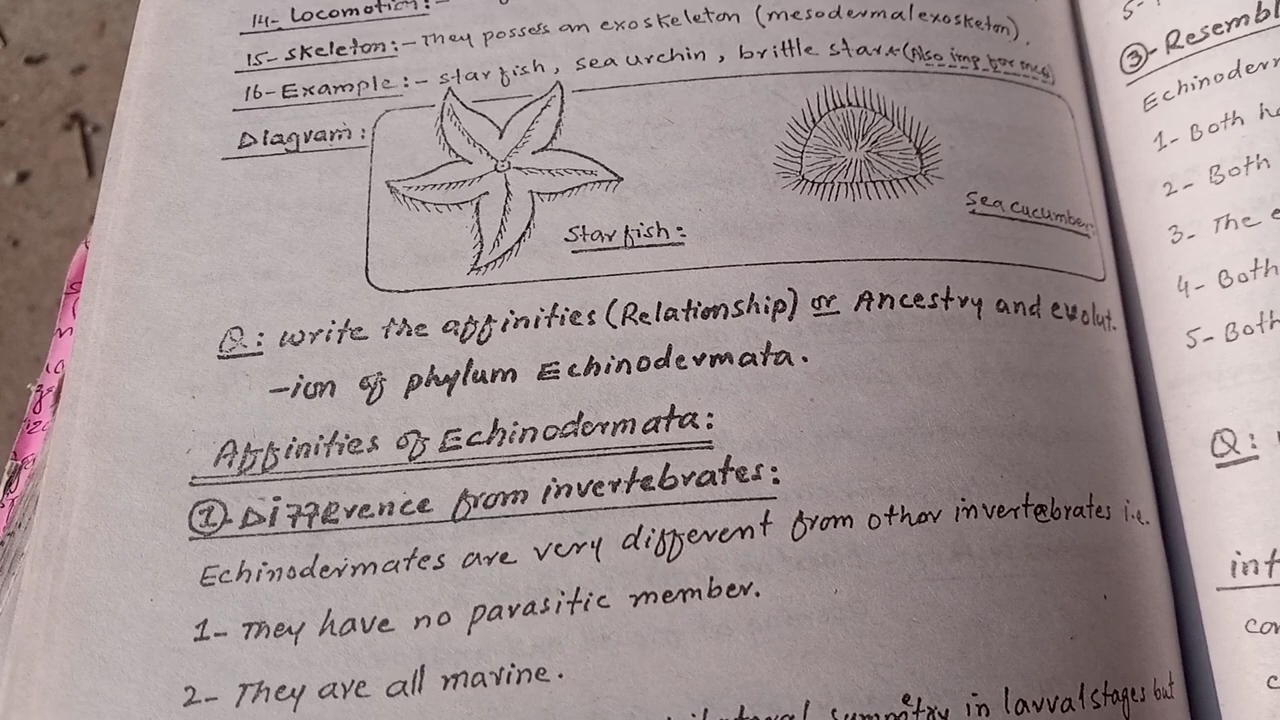 14- Locomotion:-
15- Skeleton:- They possess an exoskeleton (mesodermal exosketon).
16- Example:- starfish, sea urchin, brittle star *(Also imp for mcq)
Diagram:
Starfish:
Sea cucumber:
Q: write the affinities (Relationship) or Ancestry and evolut.
-ion of phylum Echinodermata.
Affinities of Echinodermata:
①-Difference from invertebrates:
Echinodermates are very different from other invertebrates i.e.
1- They have no parasitic member.
2- They are all marine.
symmetry in larval stages but
5-
③-Resembl
Echinoderm
1- Both h
2- Both
3- The
4- Both
5- Both
Q:
int
co
c